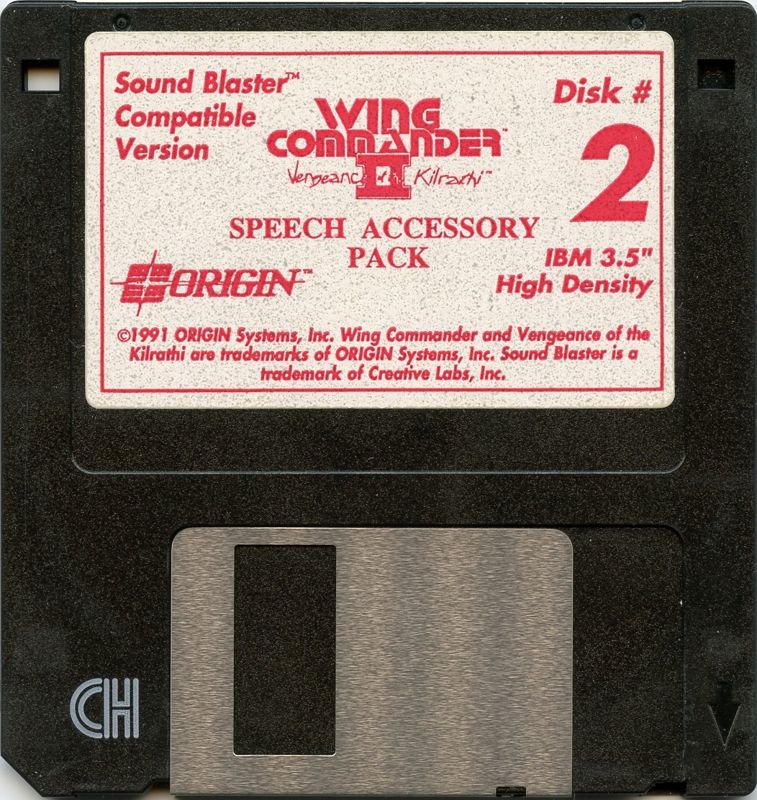 Sound Blaster™
Compatible
Version
WING
COMMANDER™
II
Vengeance of the Kilrathi™
Disk #
2
SPEECH ACCESSORY
PACK
ORIGIN™
IBM 3.5"
High Density
©1991 ORIGIN Systems, Inc. Wing Commander and Vengeance of the
Kilrathi are trademarks of ORIGIN Systems, Inc. Sound Blaster is a
trademark of Creative Labs, Inc.
CH